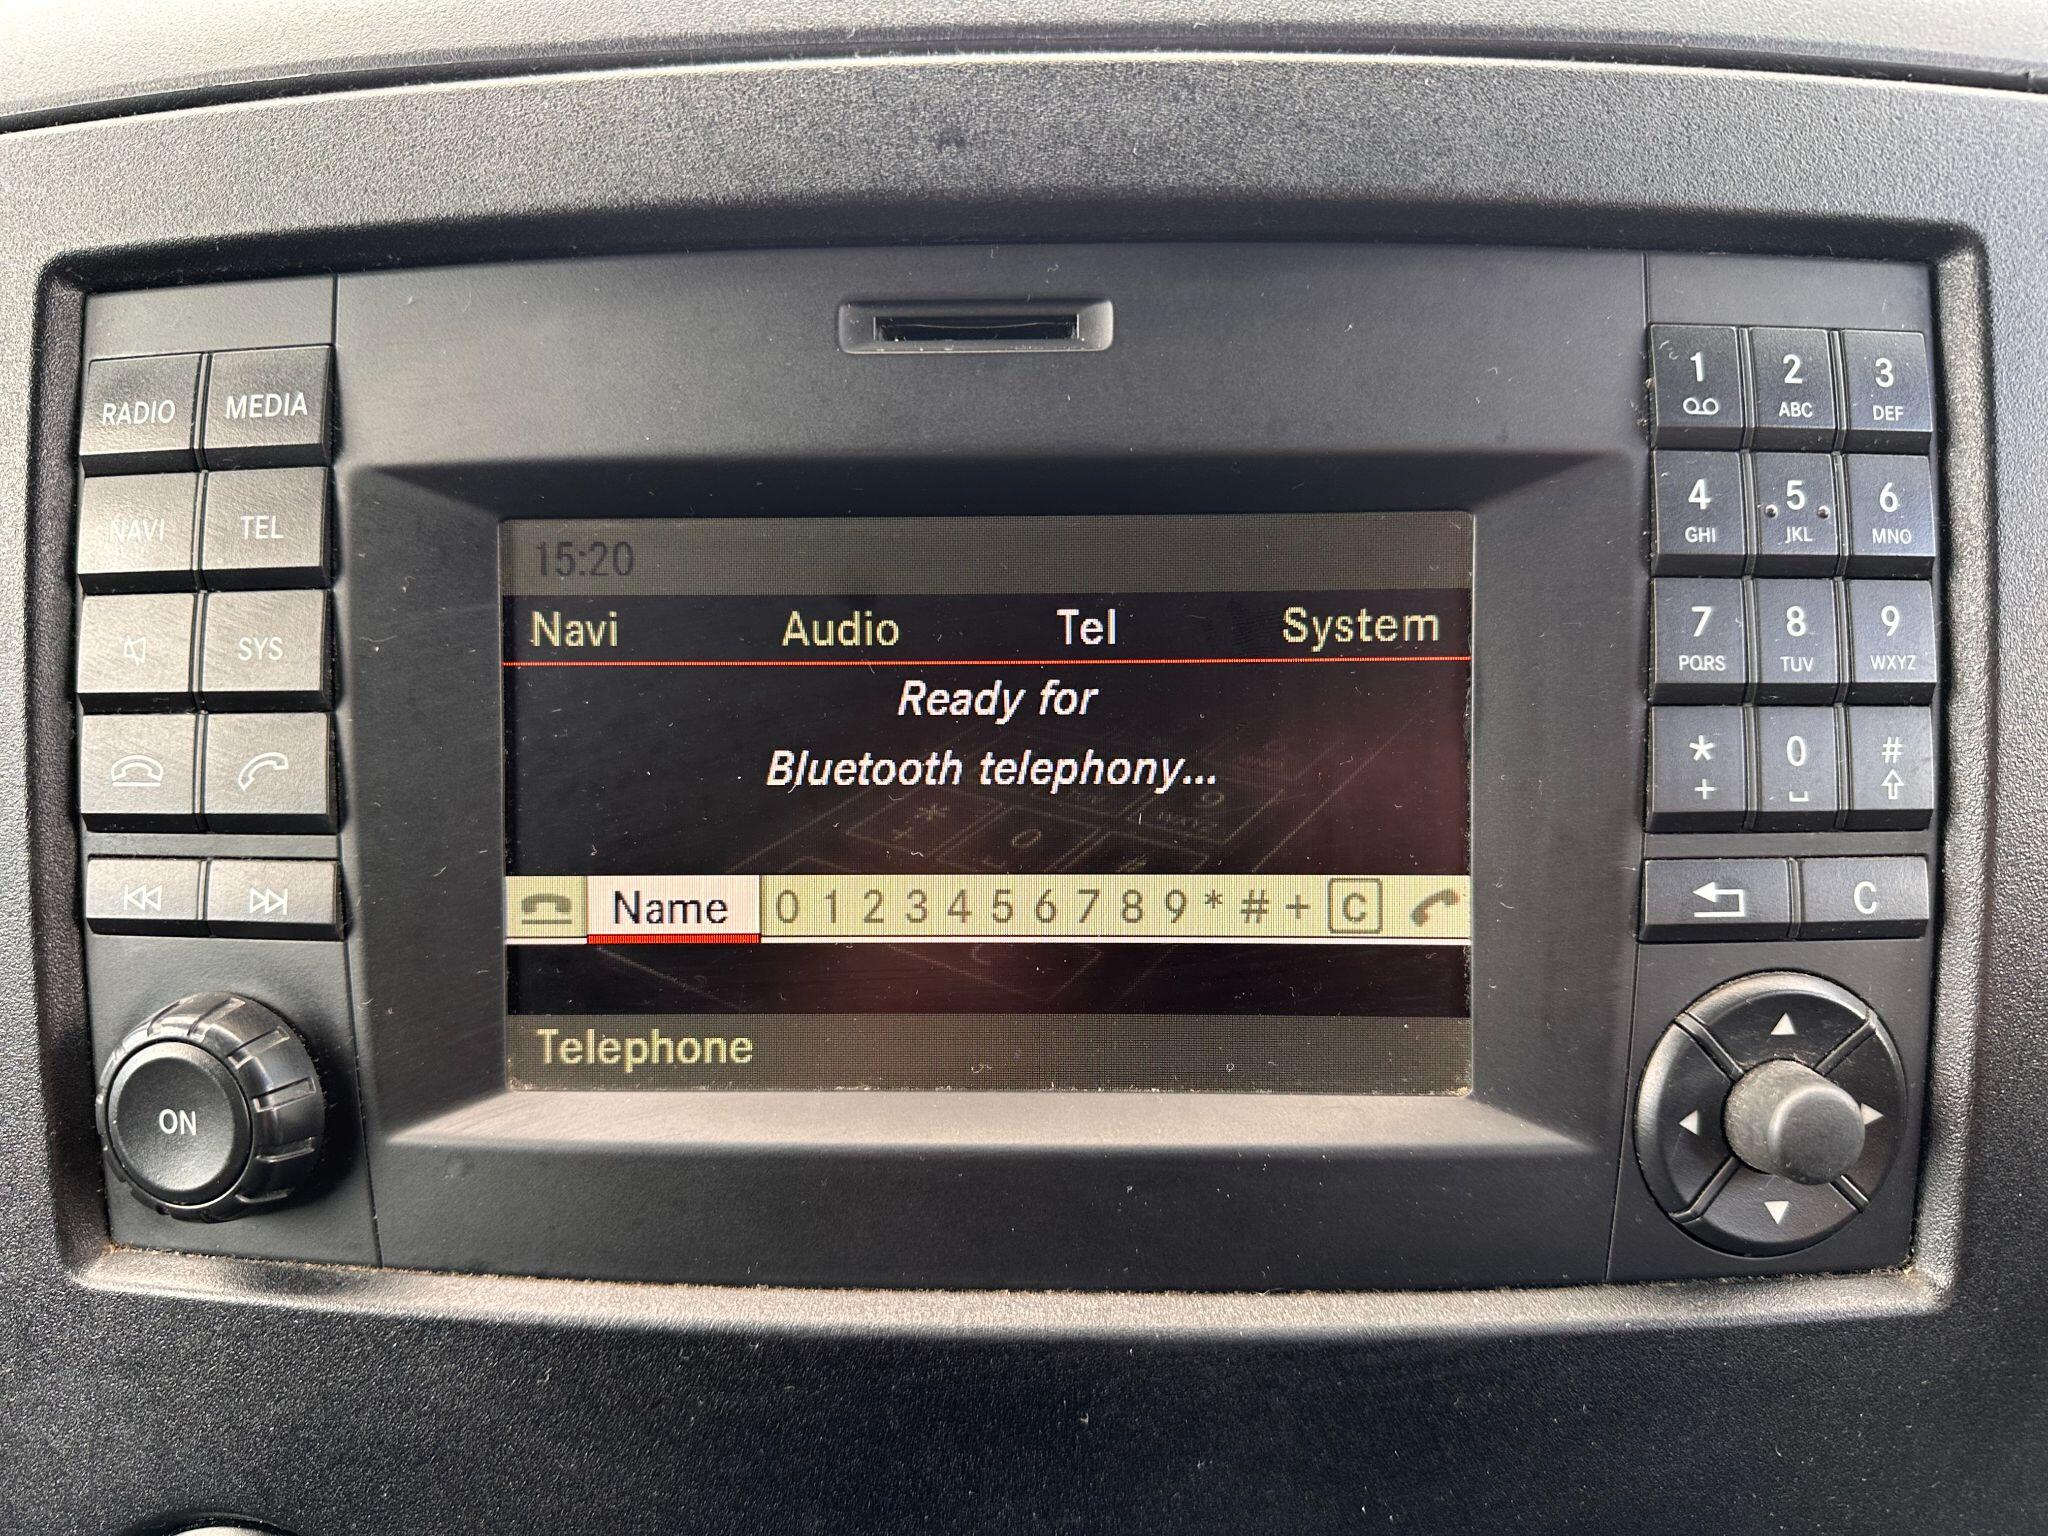 RADIO MEDIA
NAVI TEL
SYS
ON
15:20
Navi Audio Tel System
Ready for
Bluetooth telephony...
Name 0 1 2 3 4 5 6 7 8 9 * # + C
Telephone
1 2 3
ABC DEF
4 5 6
GHI JKL MNO
7 8 9
PQRS TUV WXYZ
* 0 #
+
C